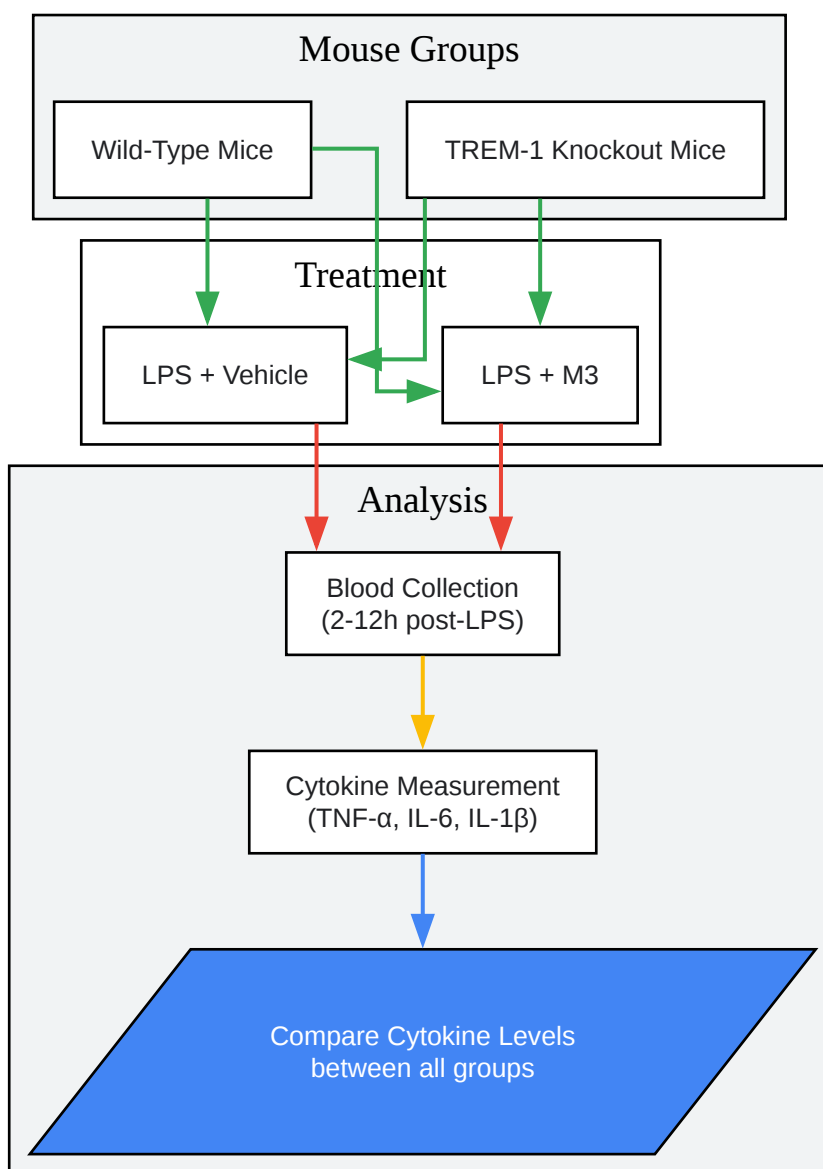 Mouse Groups
Wild-Type Mice
TREM-1 Knockout Mice
Treatment
LPS + Vehicle
LPS + M3
Analysis
Blood Collection
(2-12h post-LPS)
Cytokine Measurement
(TNF-α, IL-6, IL-1β)
Compare Cytokine Levels
between all groups